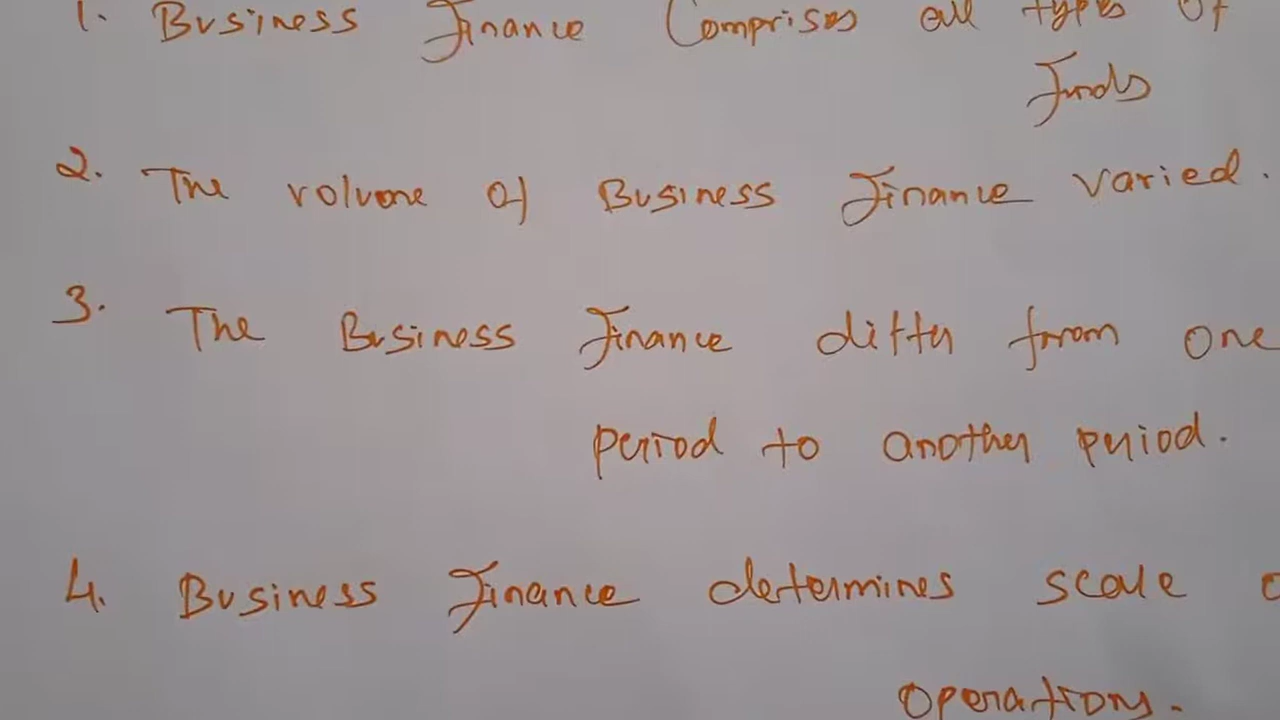 1. Business Finance Comprises all types of
Funds
2. The volume of Business Finance varied.
3. The Business Finance differ from one
period to another period.
4. Business Finance determines scale o
operations.